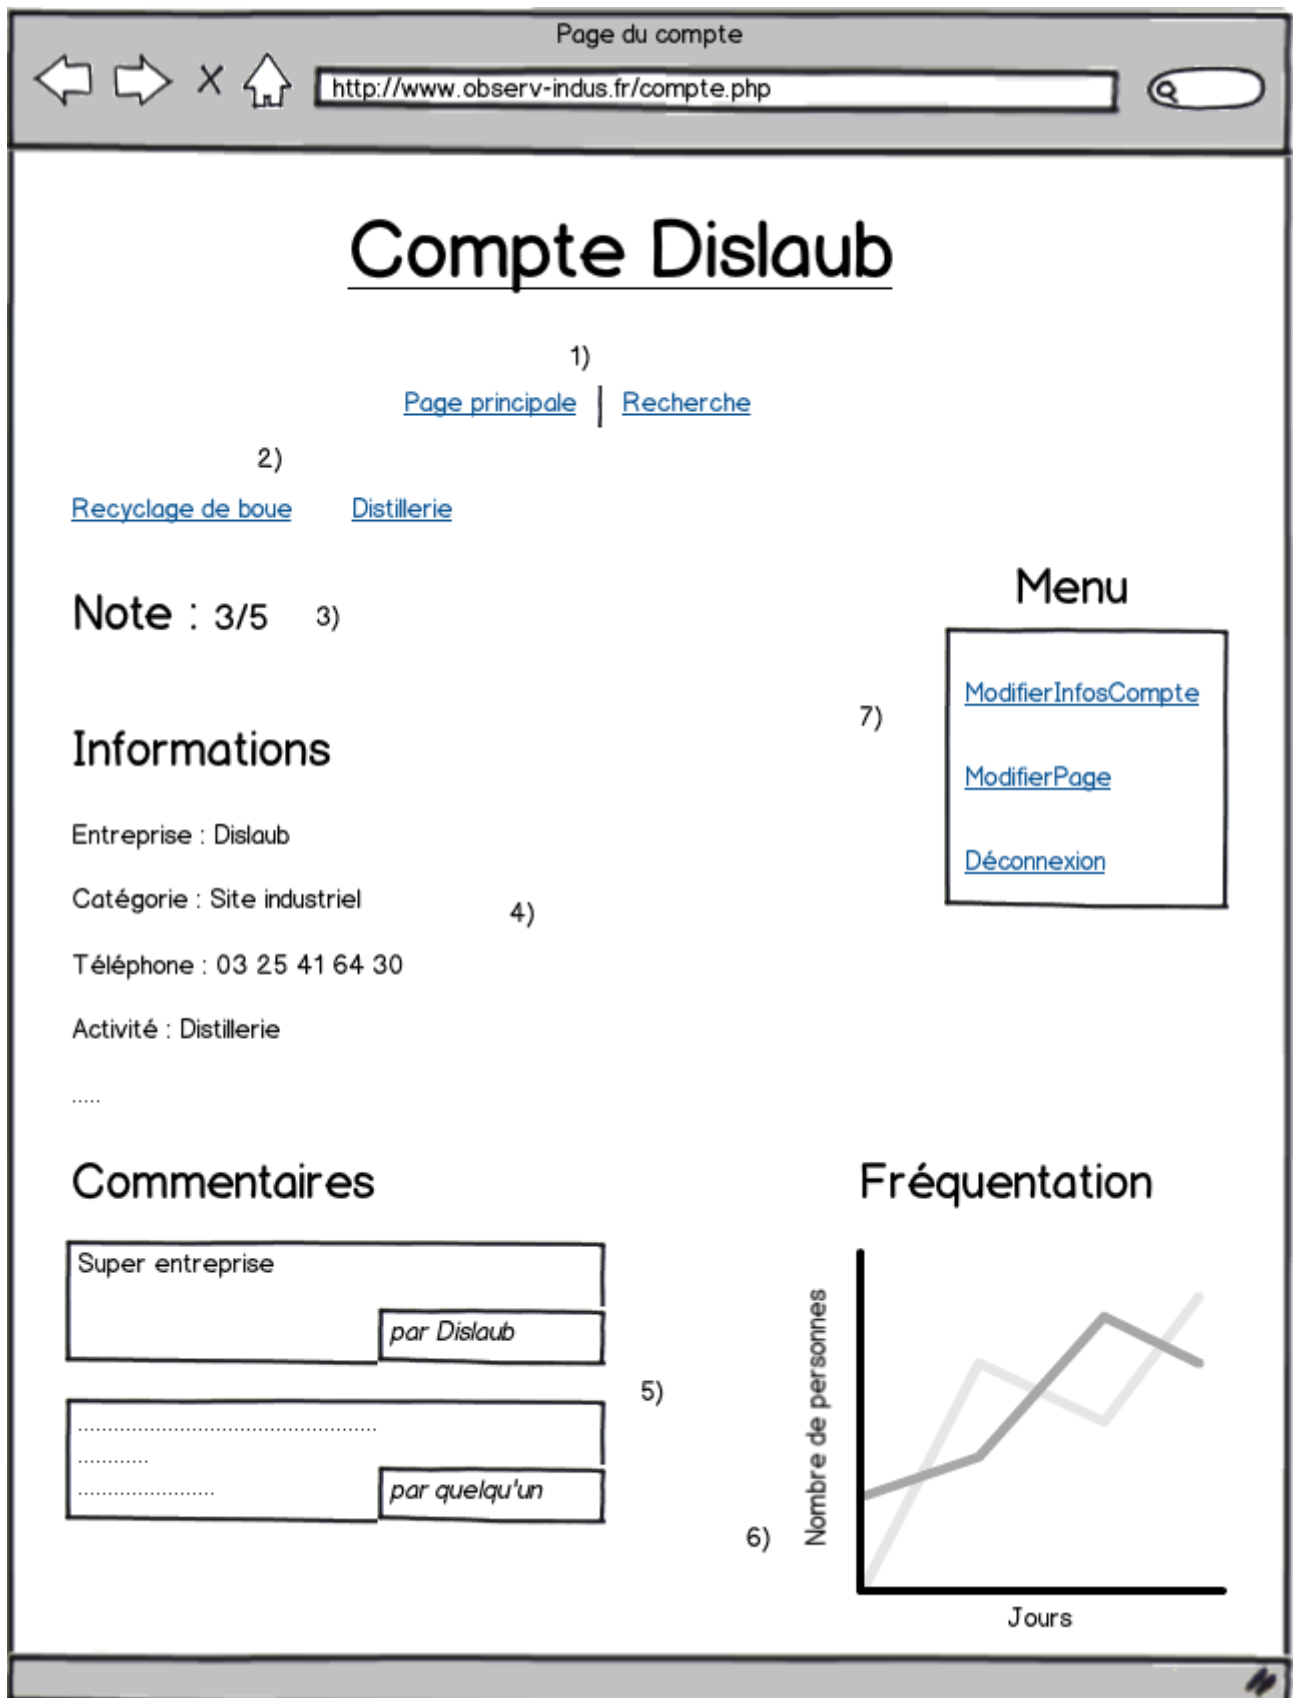 Page du compte
http://www.observ-indus.fr/compte.php
Compte Dislaub
1)
Page principale | Recherche
2)
Recyclage de boue Distillerie
Menu
Note : 3/5 3)
ModifierInfosCompte
7)
Informations
ModifierPage
Entreprise : Dislaub
Déconnexion
Catégorie : Site industriel
4)
Téléphone : 03 25 41 64 30
Activité : Distillerie
.....
Commentaires
Fréquentation
Super entreprise
par Dislaub
5)
..................................................
............
.......................
par quelqu'un
6)
Nombre de personnes
Jours